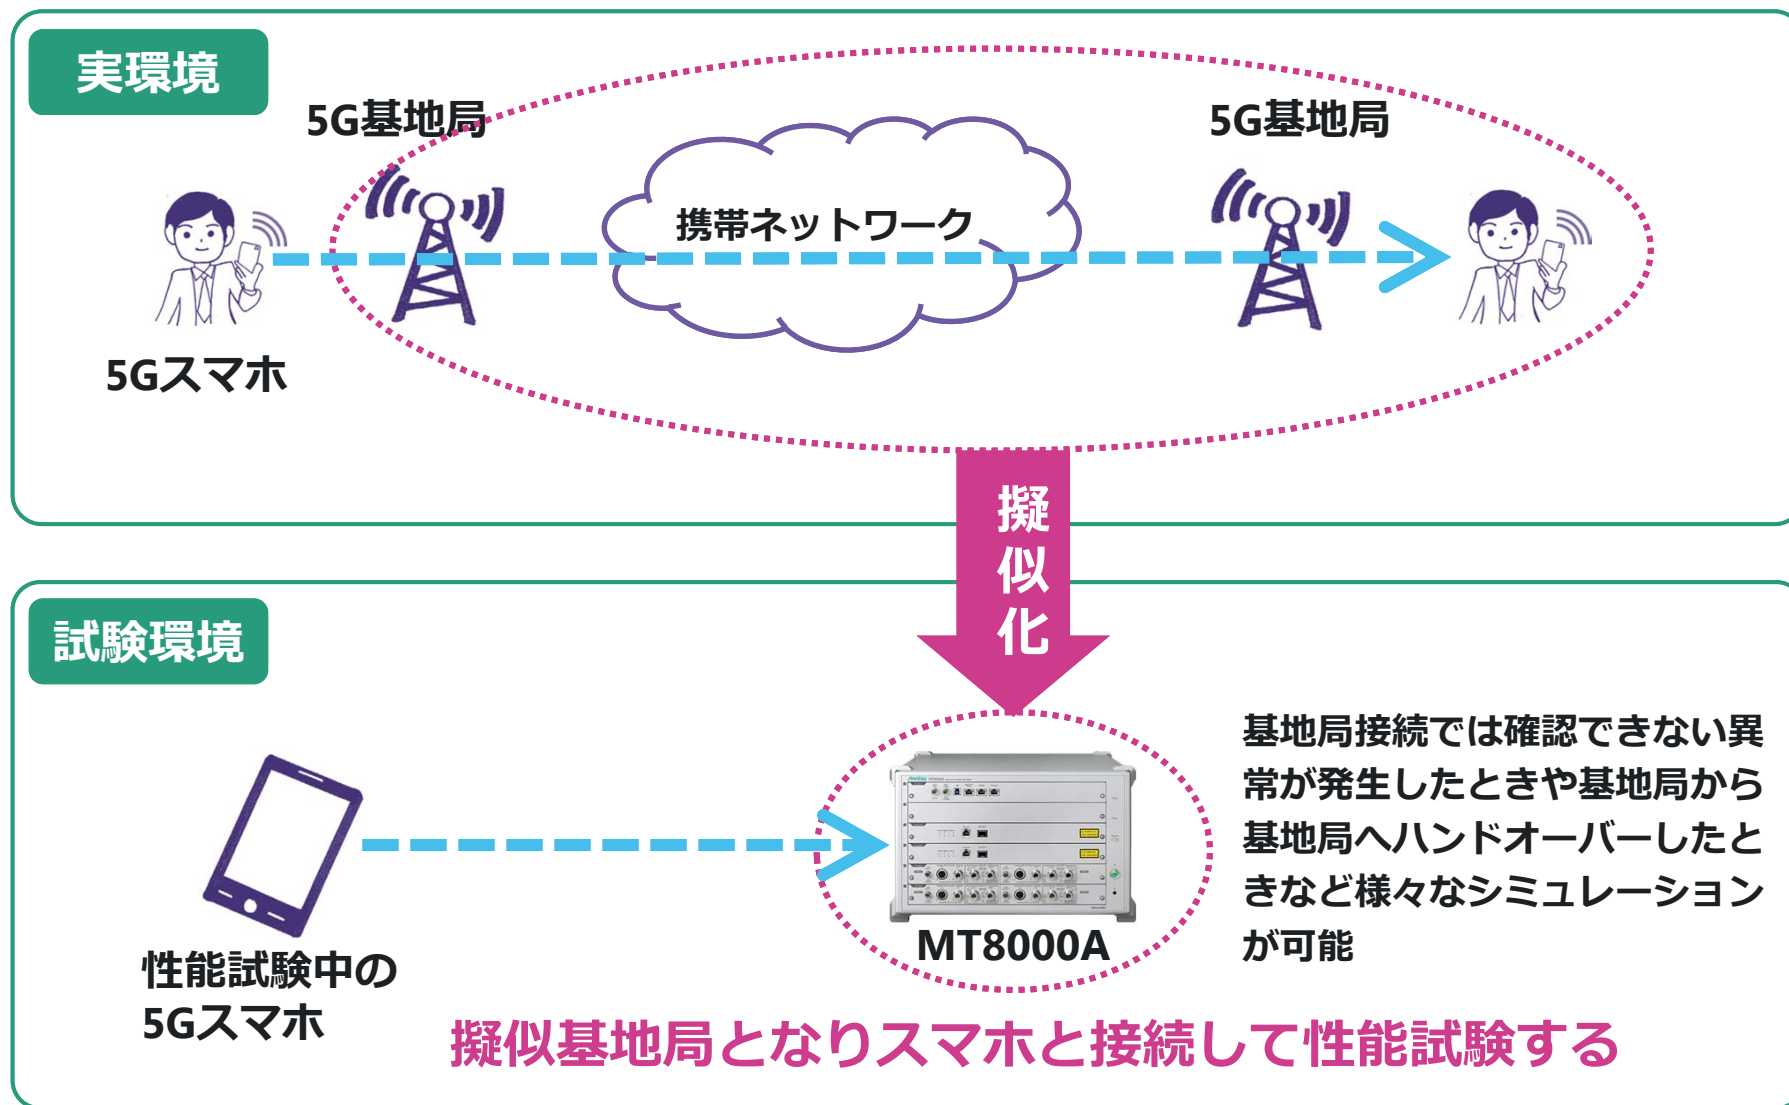 実環境
5G基地局
5G基地局
携帯ネットワーク
5Gスマホ
擬似化
試験環境
基地局接続では確認できない異
常が発生したときや基地局から
基地局へハンドオーバーしたと
きなど様々なシミュレーション
が可能
Anritsu
MT8000A
性能試験中の
5Gスマホ
擬似基地局となりスマホと接続して性能試験する